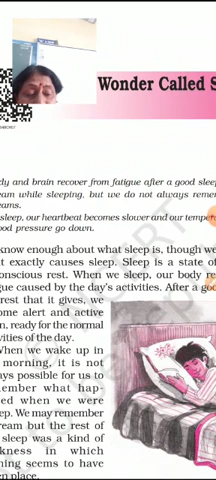 Wonder Called S
dy and brain recover from fatigue after a good sleep
eam while sleeping, but we do not always remem
eams.
sleep, our heartbeat becomes slower and our tempera
ood pressure go down.
know enough about what sleep is, though we
t exactly causes sleep. Sleep is a state of
onscious rest. When we sleep, our body re
gue caused by the day's activities. After a goo
rest that it gives, we
ome alert and active
n, ready for the normal
vities of the day.
When we wake up in
morning, it is not
ays possible for us to
ember what hap-
ed when we were
ep. We may remember
ream but the rest of
sleep was a kind of
kness in which
ning seems to have
en place.